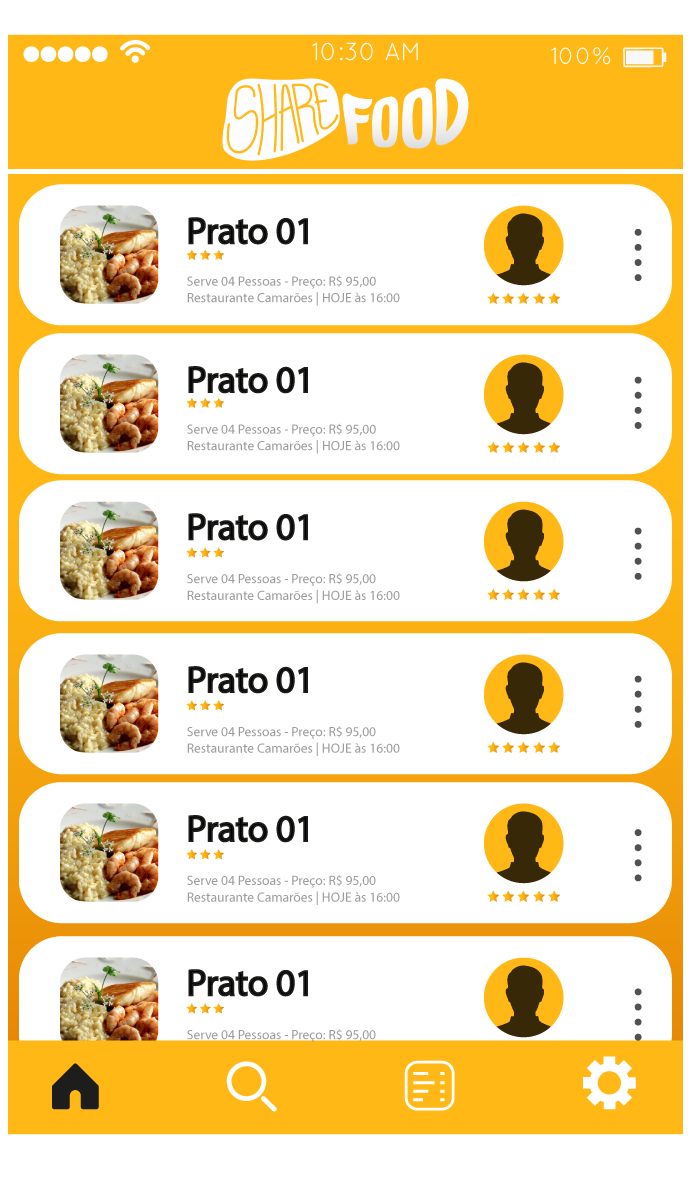 10:30 AM
100%
SHARE FOOD
Prato 01
Serve 04 Pessoas - Preço: R$ 95,00
Restaurante Camarões | HOJE às 16:00
Prato 01
Serve 04 Pessoas - Preço: R$ 95,00
Restaurante Camarões | HOJE às 16:00
Prato 01
Serve 04 Pessoas - Preço: R$ 95,00
Restaurante Camarões | HOJE às 16:00
Prato 01
Serve 04 Pessoas - Preço: R$ 95,00
Restaurante Camarões | HOJE às 16:00
Prato 01
Serve 04 Pessoas - Preço: R$ 95,00
Restaurante Camarões | HOJE às 16:00
Prato 01
Serve 04 Pessoas - Preço: R$ 95,00